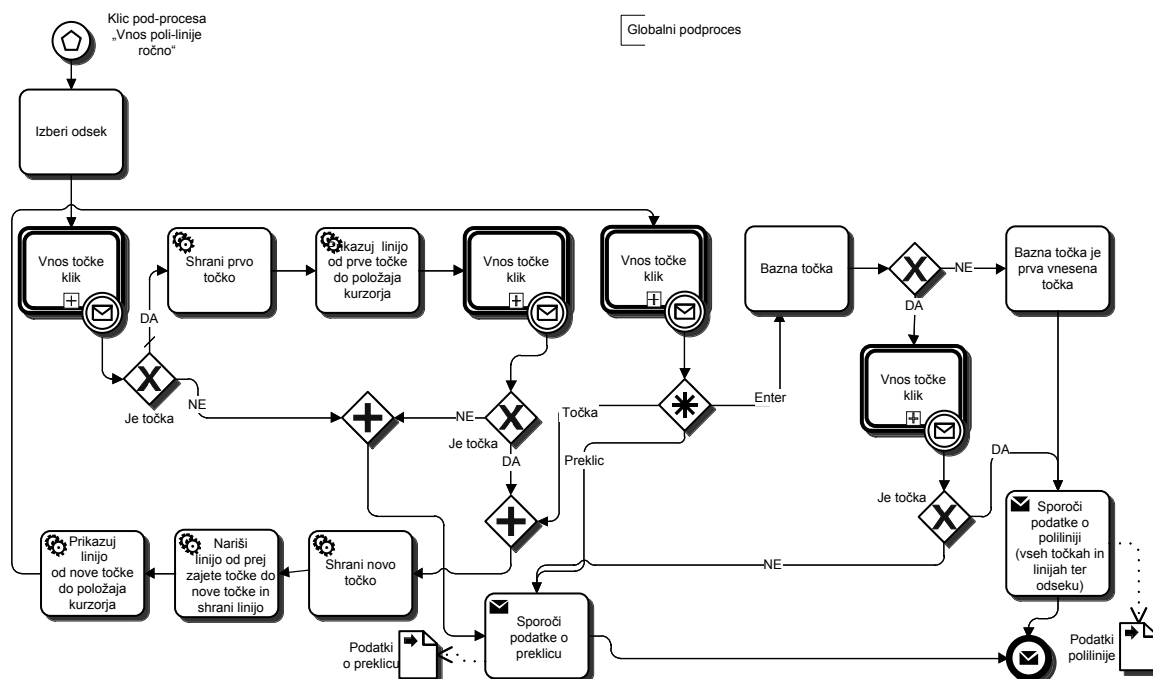 Klic pod-procesa
„Vnos poli-linije
ročno“
Globalni podproces
Izberi odsek
Vnos točke
klik
Shrani prvo
točko
ikazuj linijo
od prve točke
do položaja
kurzorja
Vnos točke
klik
Vnos točke
klik
Bazna točka
NE
Bazna točka je
prva vnesena
točka
DA
DA
Vnos točke
klik
Je točka
NE
NE
Je točka
DA
Točka
Enter
Preklic
DA
Je točka
NE
Prikazuj
linijo
od nove točke
do položaja
kurzorja
Nariši
linijo od prej
zajete točke do
nove točke in
shrani linijo
Shrani novo
točko
Sporoči
podatke o
preklicu
Podatki
o preklicu
Sporoči
podatke o
poliliniji
(vseh točkah in
linijah ter
odseku)
Podatki
polilinije